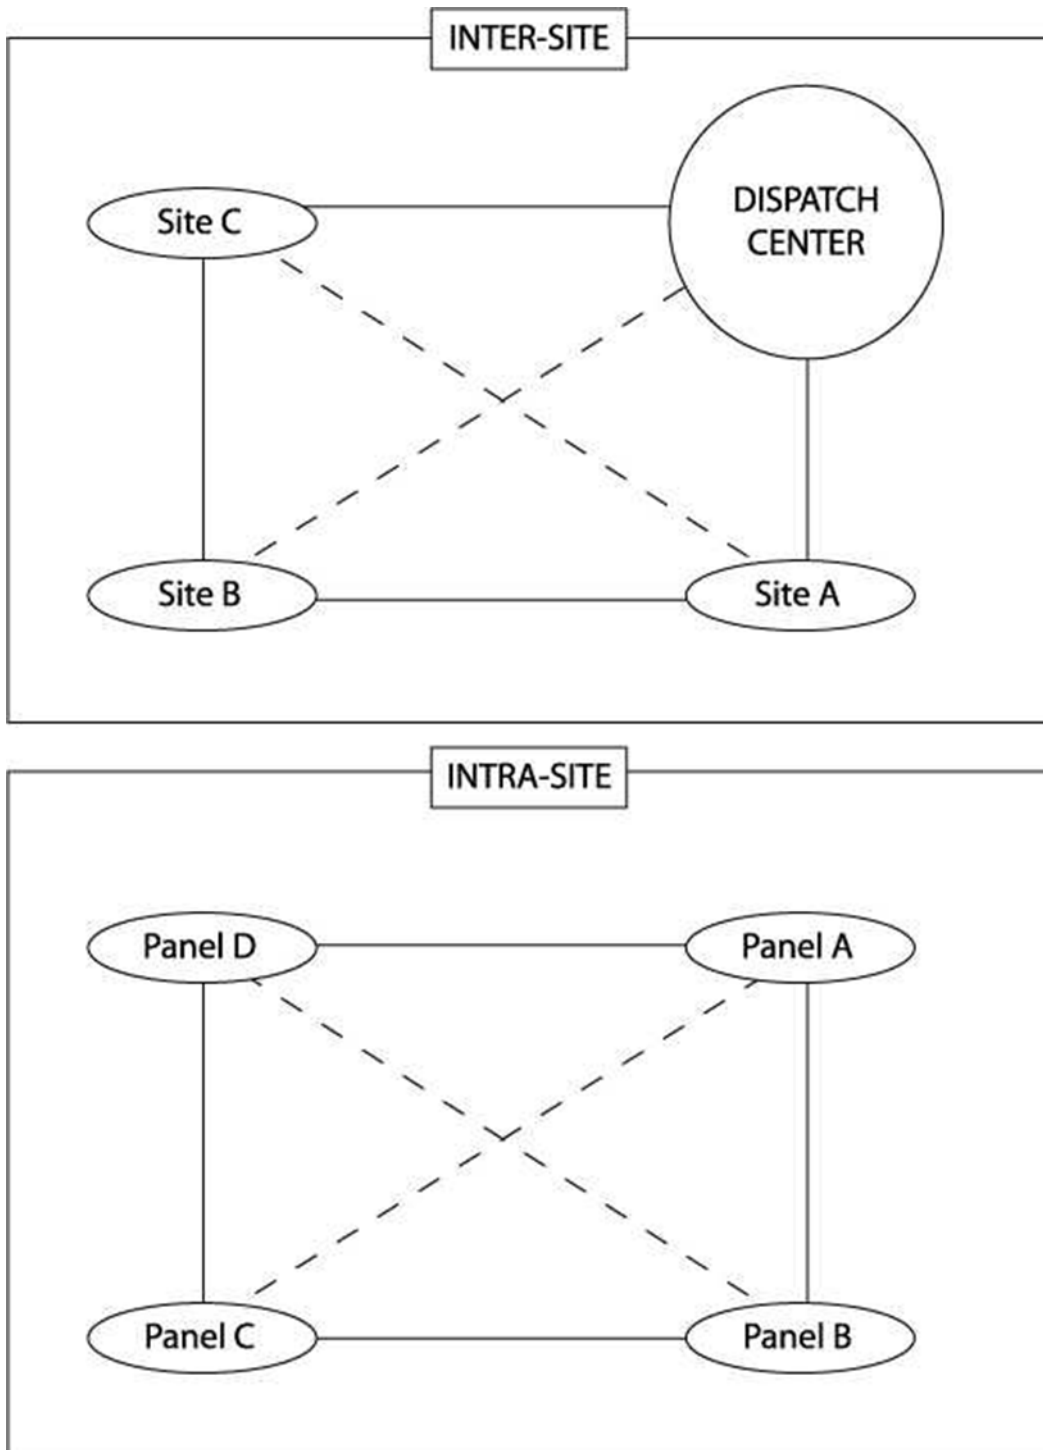 INTER-SITE
DISPATCH
CENTER
Site C
Site B
Site A
INTRA-SITE
Panel D
Panel A
Panel C
Panel B